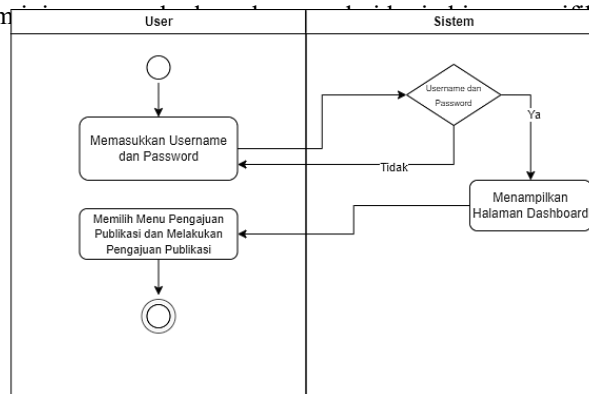 User
Sistem
Username dan
Password
Ya
Memasukkan Username
dan Password
Tidak
Menampilkan
Halaman Dashboard
Memilih Menu Pengajuan
Publikasi dan Melakukan
Pengajuan Publikasi